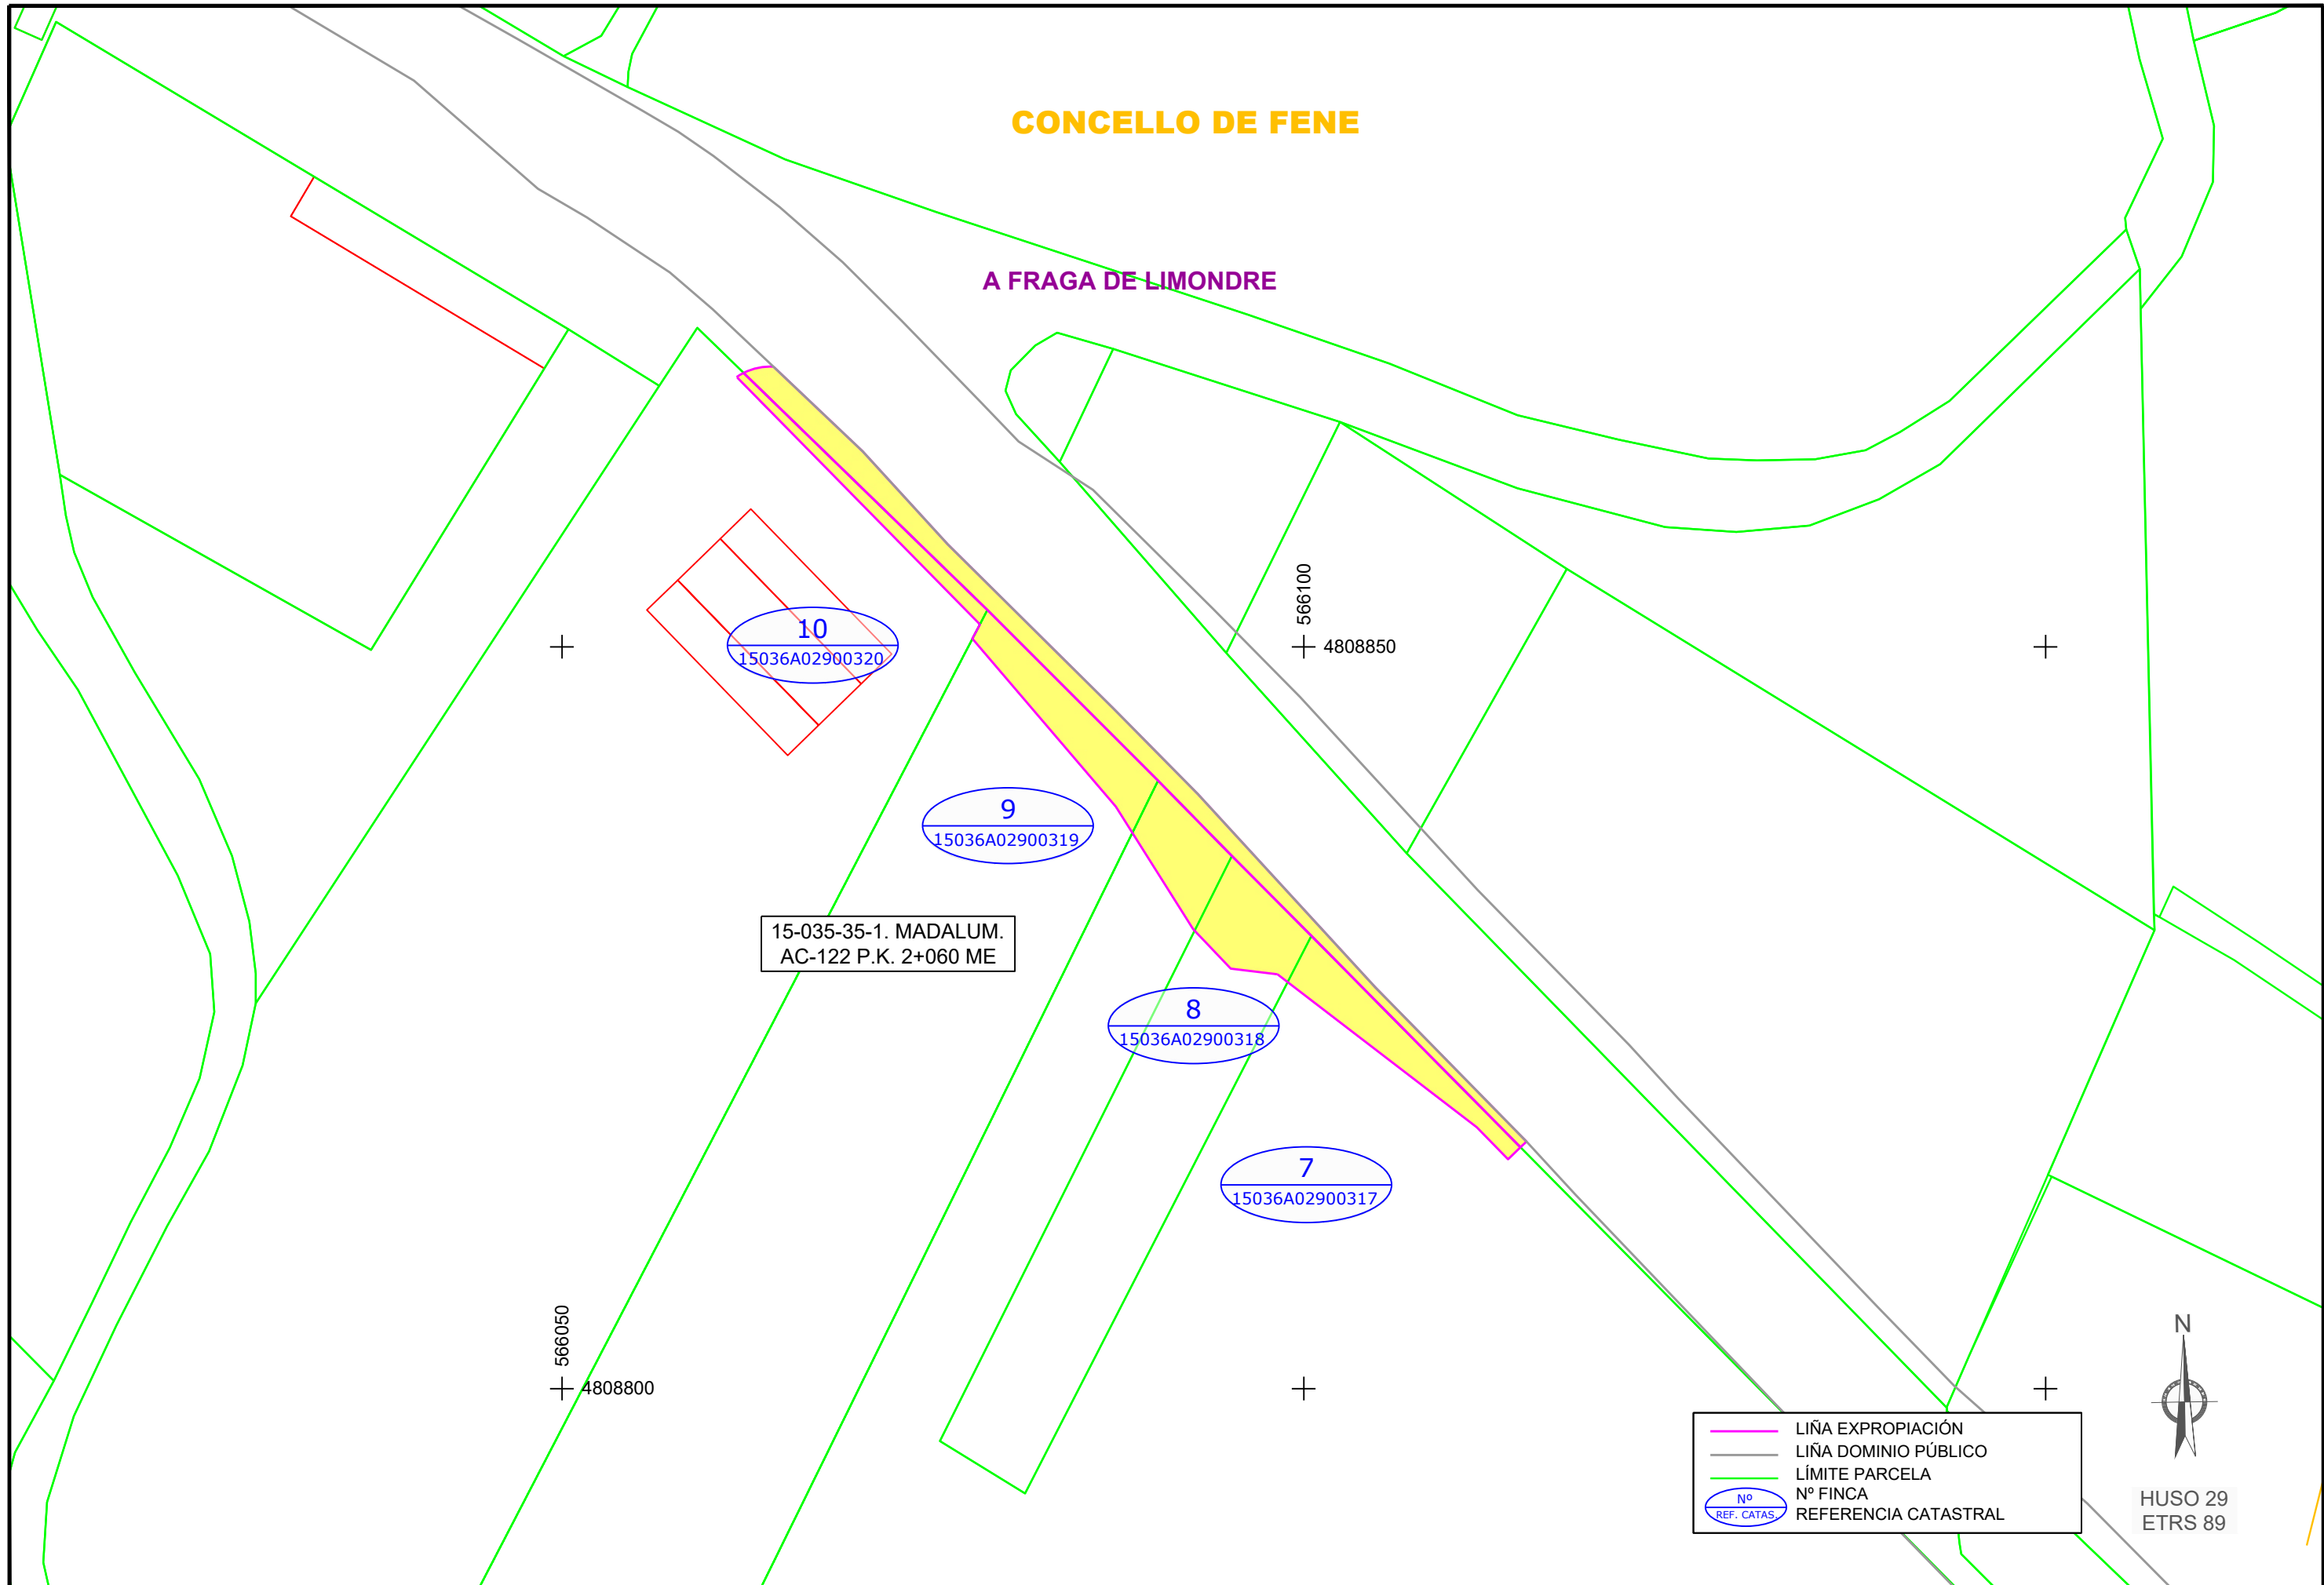 CONCELLO DE FENE
A FRAGA DE LIMONDRE
566100
4808850
10
15036A02900320
9
15036A02900319
15-035-35-1. MADALUM.
AC-122 P.K. 2+060 ME
8
15036A02900318
7
15036A02900317
566050
4808800
N
LIÑA EXPROPIACIÓN
LIÑA DOMINIO PÚBLICO
LÍMITE PARCELA
Nº
REF. CATAS.
Nº FINCA
REFERENCIA CATASTRAL
HUSO 29
ETRS 89